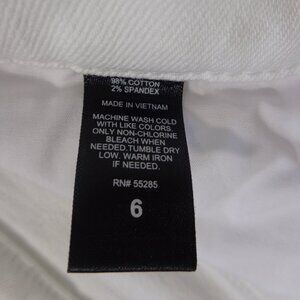 98% COTTON
2% SPANDEX
MADE IN VIETNAM
MACHINE WASH COLD
WITH LIKE COLORS.
ONLY NON-CHLORINE
BLEACH WHEN
NEEDED.TUMBLE DRY
LOW. WARM IRON
IF NEEDED.
RN# 55285
6